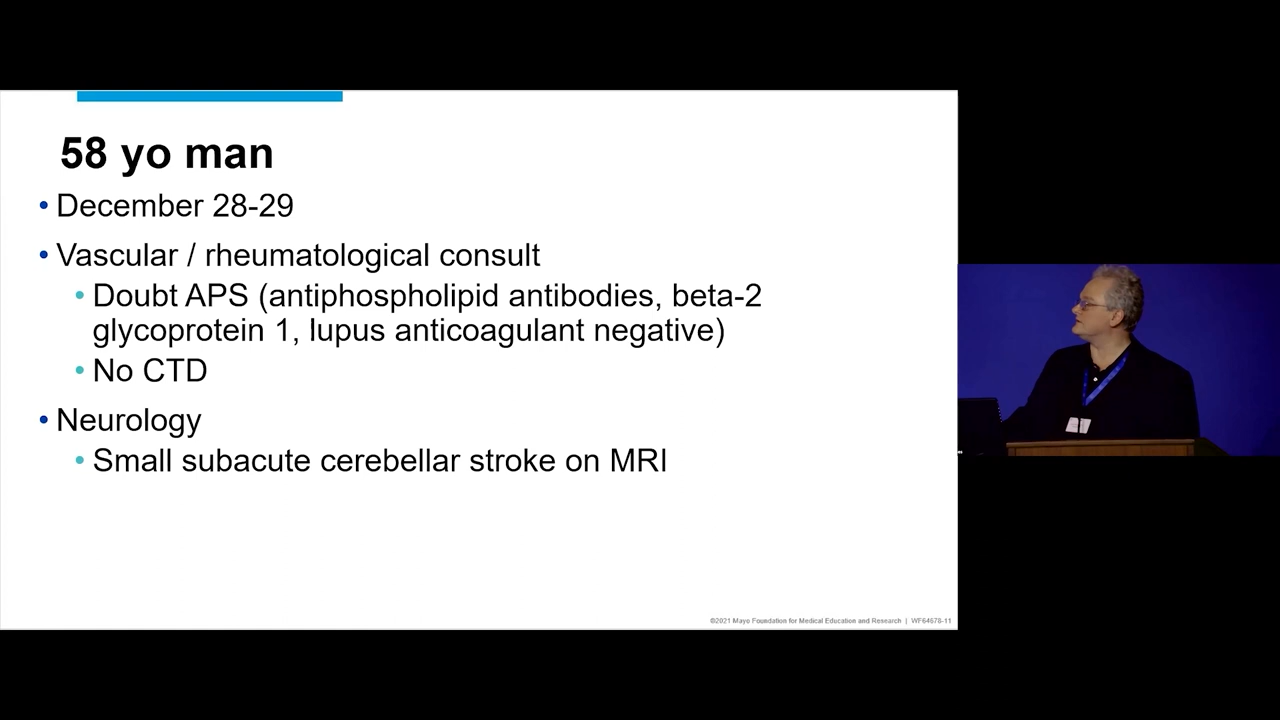 58 yo man
• December 28-29
• Vascular / rheumatological consult
• Doubt APS (antiphospholipid antibodies, beta-2
glycoprotein 1, lupus anticoagulant negative)
• No CTD
• Neurology
• Small subacute cerebellar stroke on MRI
©2021 Mayo Foundation for Medical Education and Research | WF64678-11